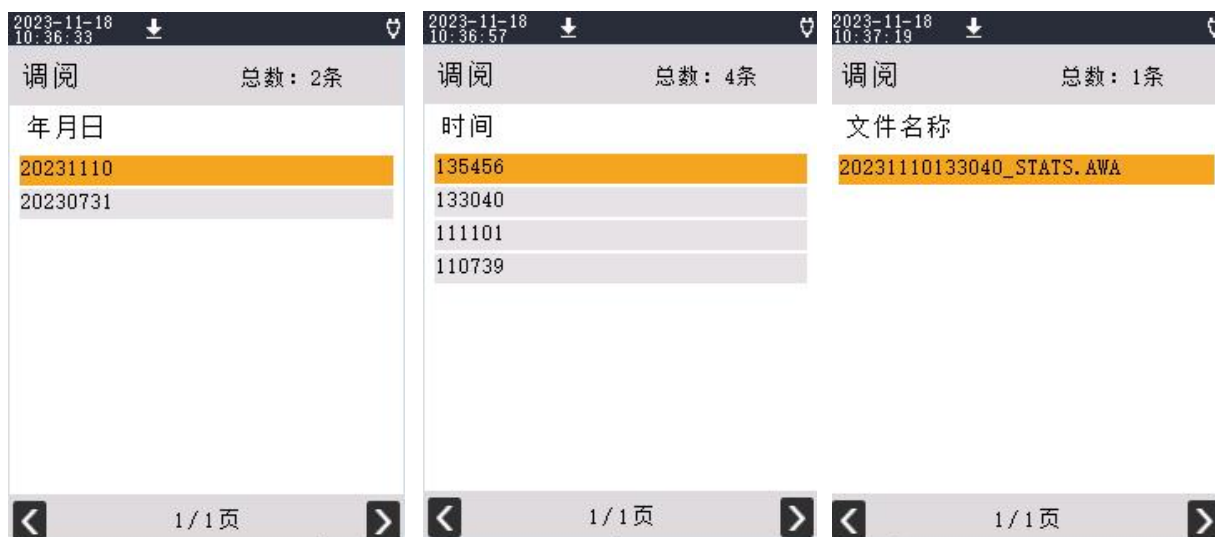 2023-11-18
10:36:33
调阅 总数: 2条
年月日
20231110
20230731
1/1页
2023-11-18
10:36:57
调阅 总数: 4条
时间
135456
133040
111101
110739
1/1页
2023-11-18
10:37:19
调阅 总数: 1条
文件名称
20231110133040_STATS.AWA
1/1页